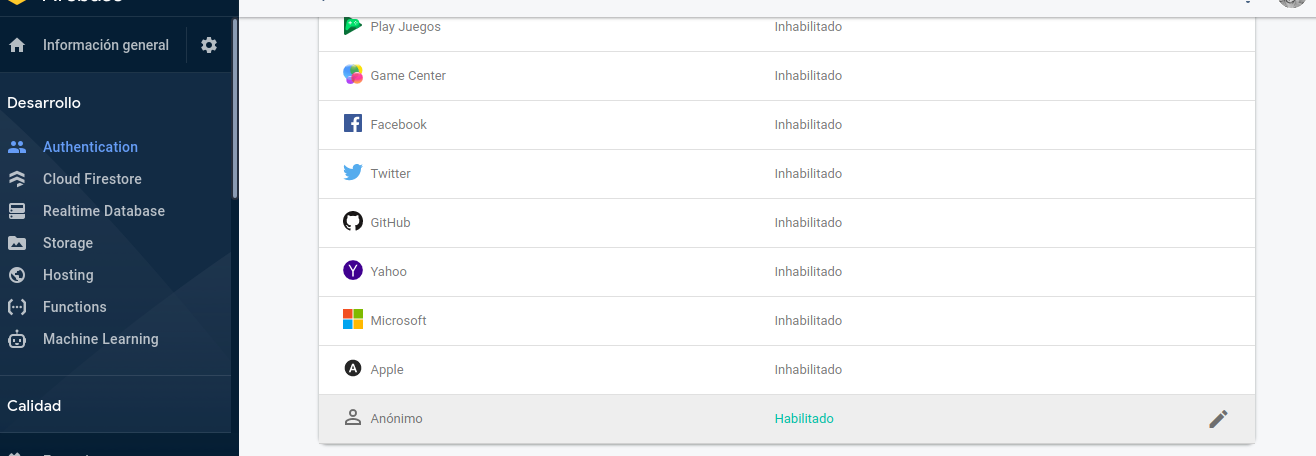 Información general
Desarrollo
Authentication
Cloud Firestore
Realtime Database
Storage
Hosting
Functions
Machine Learning
Calidad
Play Juegos Inhabilitado
Game Center Inhabilitado
Facebook Inhabilitado
Twitter Inhabilitado
GitHub Inhabilitado
Yahoo Inhabilitado
Microsoft Inhabilitado
Apple Inhabilitado
Anónimo Habilitado